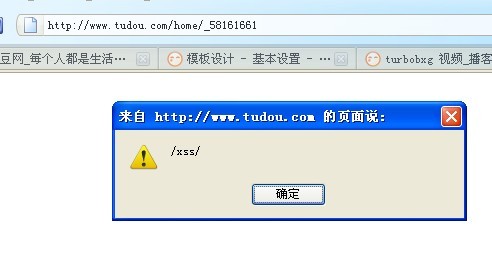 http://www.tudou.com/home/_58161661
豆网_每个人都是生活…
模板设计 - 基本设置 - …
turbobxg 视频_播客
来自 http://www.tudou.com 的页面说:
/xss/
确定